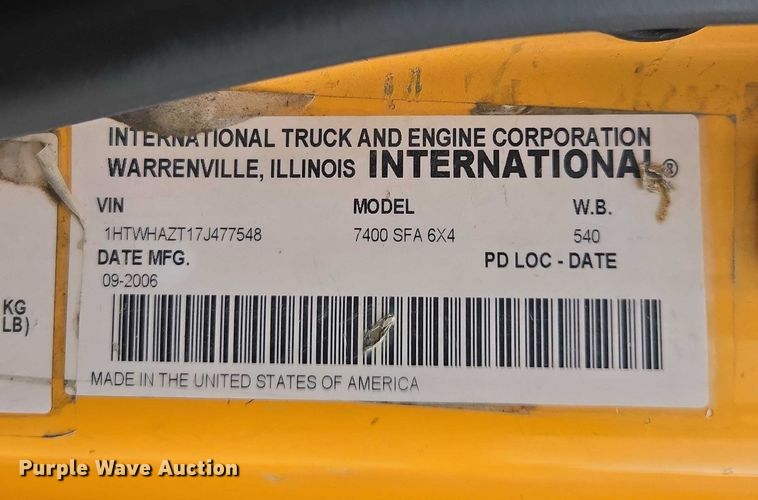 INTERNATIONAL TRUCK AND ENGINE CORPORATION
WARRENVILLE, ILLINOIS INTERNATIONAL®
VIN MODEL W.B.
1HTWHAZT17J477548 7400 SFA 6X4 540
DATE MFG. PD LOC - DATE
09-2006
KG
LB)
MADE IN THE UNITED STATES OF AMERICA
Purple Wave Auction